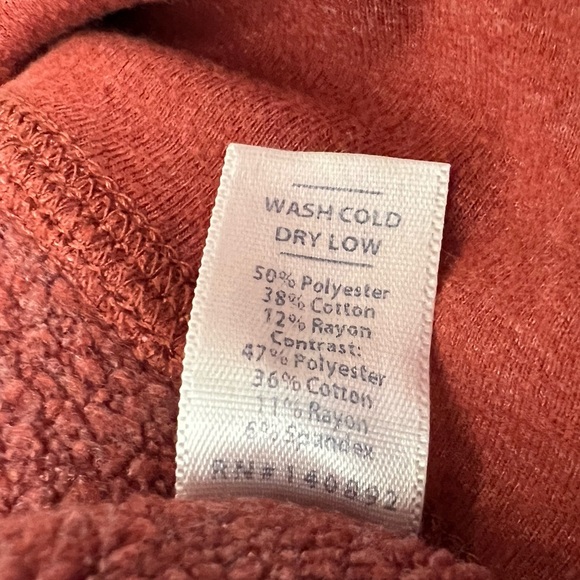 WASH COLD
DRY LOW
50% Polyester
38% Cotton
12% Rayon
Contrast:
47% Polyester
36% Cotton
11% Rayon
6% Spandex
RN# 140892